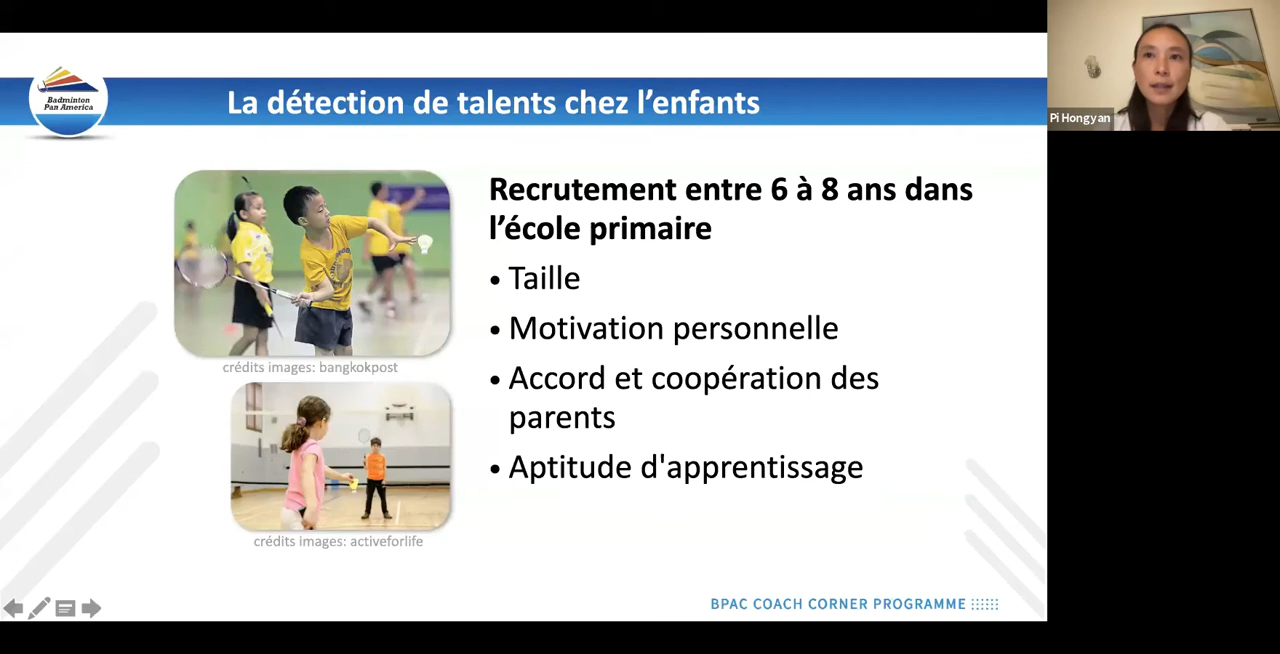 Badminton
Pan America
La détection de talents chez l'enfants
Pi Hongyan
Recrutement entre 6 à 8 ans dans
l'école primaire
• Taille
• Motivation personnelle
• Accord et coopération des
parents
• Aptitude d'apprentissage
crédits images: bangkokpost
crédits images: activeforlife
BPAC COACH CORNER PROGRAMME